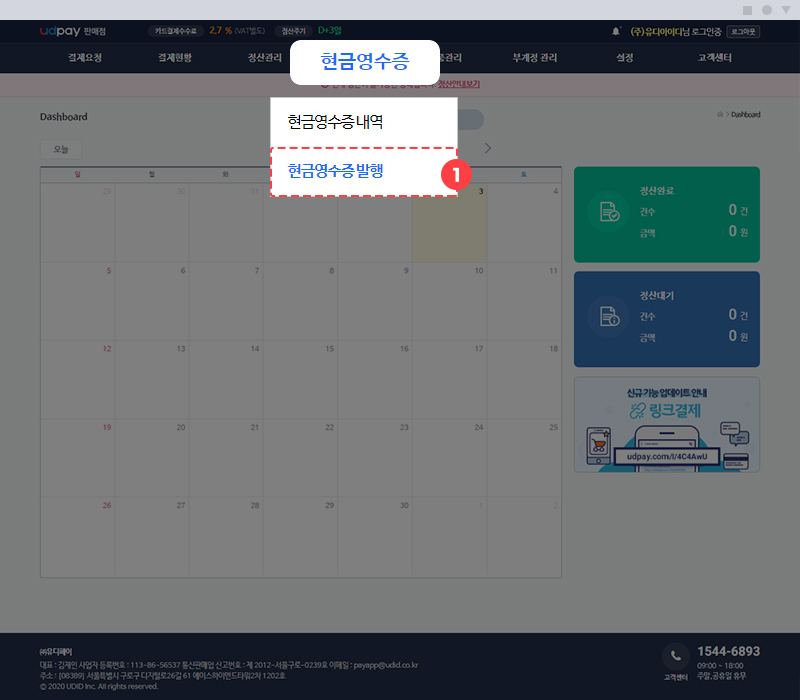 udpay 판매점 카드결제수수료 2.7 % (VAT별도) 정산주기 D+3일 (주)유디아이디님 로그인중 로그아웃
결제요청 결제현황 정산관리 현금영수증 관리 부계정 관리 설정 고객센터
정산안내보기
Dashboard Dashboard
현금영수증 내역
오늘
현금영수증 발행 1
일 월 화 토
29 30 31 3 4
5 6 7 8 9 10 11
12 13 14 15 16 17 18
19 20 21 22 23 24 25
26 27 28 29 30 1 2
정산완료
건수 0 건
금액 0 원
정산대기
건수 0 건
금액 0 원
신규 기능 업데이트 안내
링크결제
udpay.com/l/4C4AwU
㈜유디페이
대표 : 김재인 사업자 등록번호 : 113-86-56537 통신판매업 신고번호 : 제 2012-서울구로-0239호 이메일 : payapp@udid.co.kr
주소 : [08389] 서울특별시 구로구 디지털로26길 61 에이스하이엔드타워2차 1202호
© 2020 UDID Inc. All rights reserved.
고객센터
1544-6893
09:00 ~ 18:00
주말,공휴일 휴무